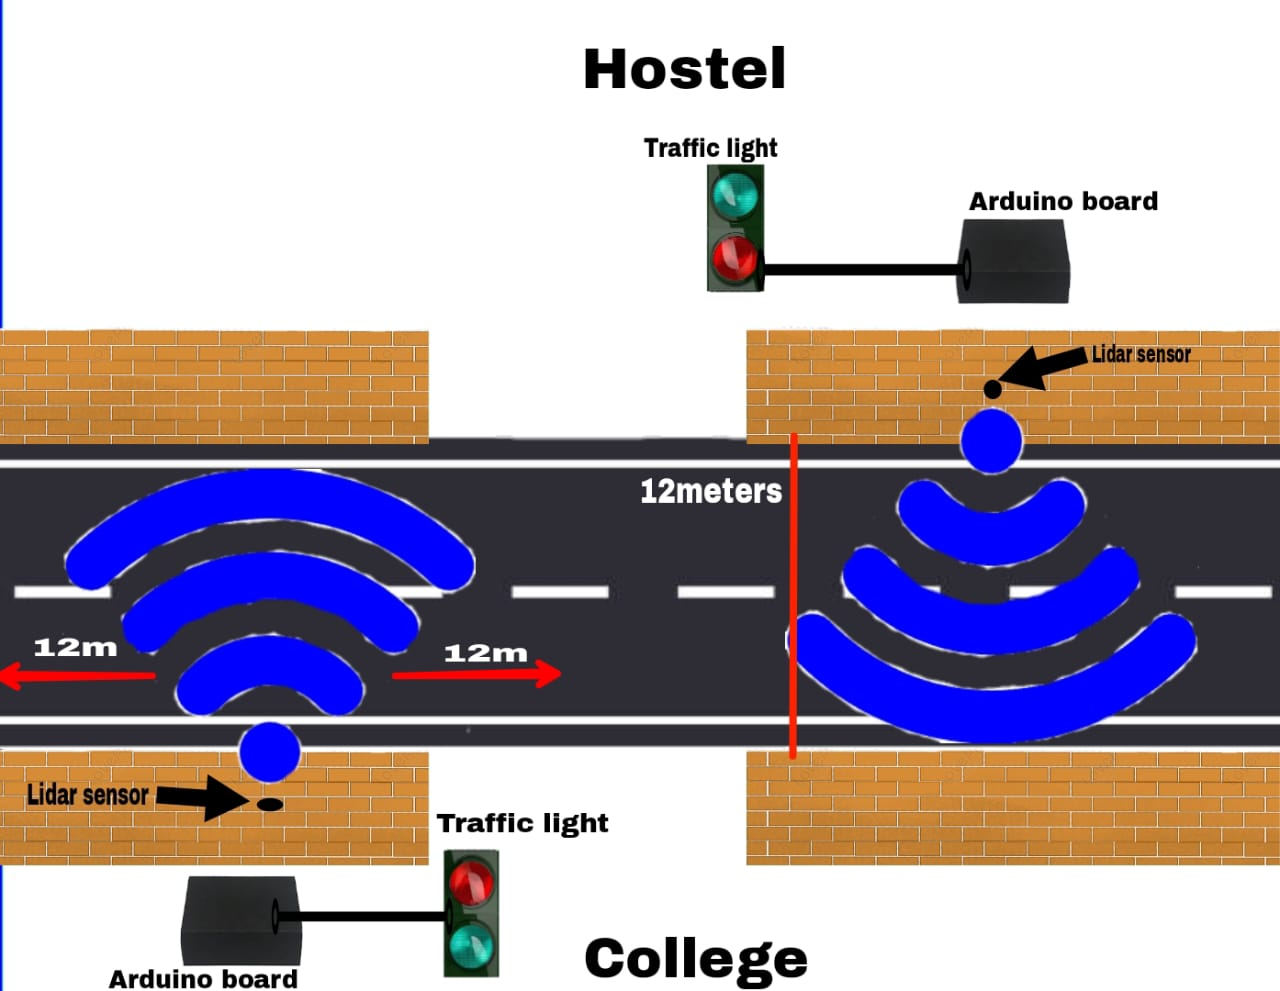 Hostel
Traffic light
Arduino board
Lidar sensor
12meters
12m
12m
Lidar sensor
Traffic light
College
Arduino board